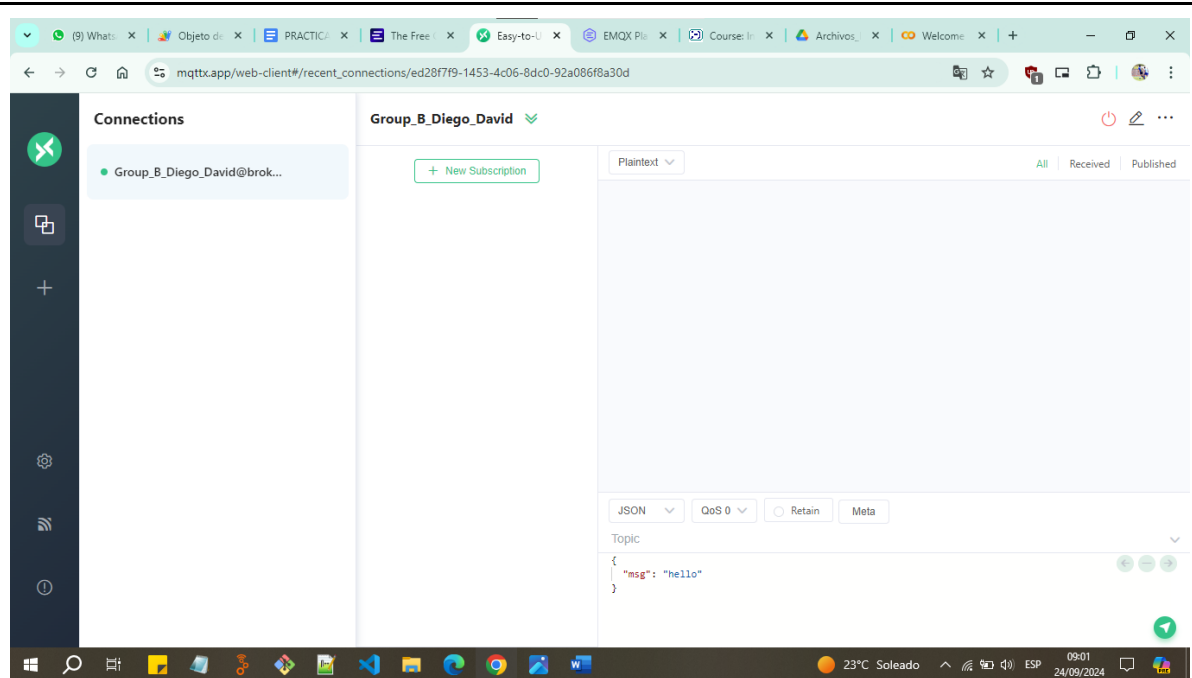 (9) Whats
Objeto de
PRACTICA
The Free
Easy-to-U
EMQX Pla
Course: In
Archivos_
Welcome
mqttx.app/web-client#/recent_connections/ed28f7f9-1453-4c06-8dc0-92a086f8a30d
1
Connections
Group_B_Diego_David
Group_B_Diego_David@brok...
+ New Subscription
Plaintext
All Received Published
JSON QoS 0 Retain Meta
Topic
{
"msg": "hello"
}
23°C Soleado
ESP
09:01
24/09/2024